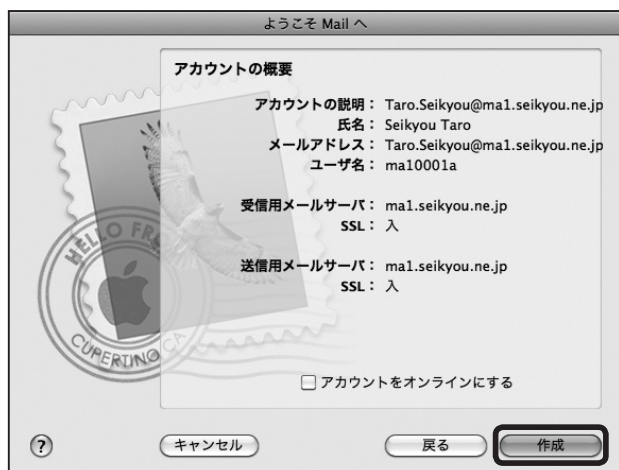 ようこそ Mail へ
アカウントの概要
アカウントの説明： Taro.Seikyou@ma1.seikyou.ne.jp
氏名： Seikyou Taro
メールアドレス： Taro.Seikyou@ma1.seikyou.ne.jp
ユーザ名： ma10001a
受信用メールサーバ： ma1.seikyou.ne.jp
SSL： 入
送信用メールサーバ： ma1.seikyou.ne.jp
SSL： 入
HELLO FRO
CUPERTINO CA
アカウントをオンラインにする
?
キャンセル
戻る
作成